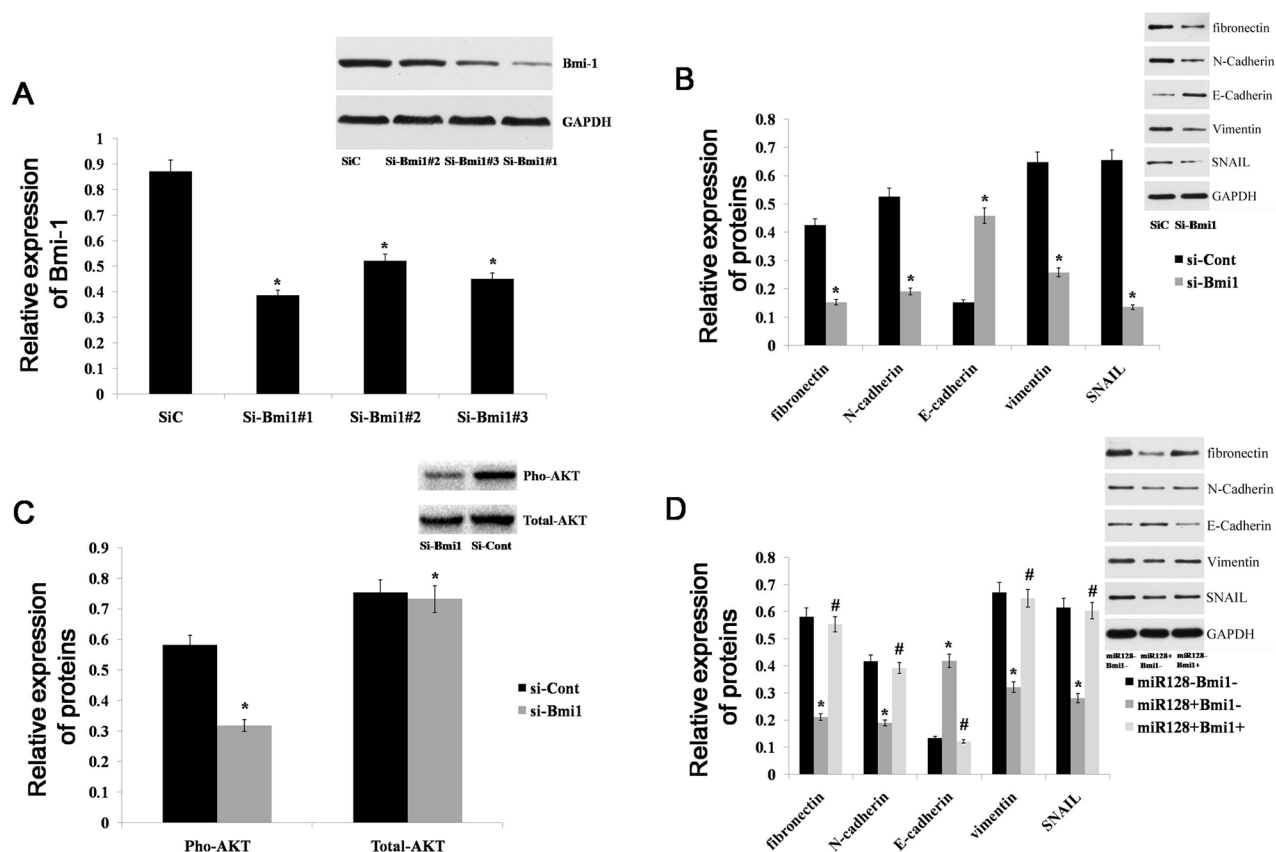 A
Bmi-1
GAPDH
SiC Si-Bmi1#2 Si-Bmi1#3 Si-Bmi1#1
Relative expression
of Bmi-1
1
0.9
0.8
0.7
0.6
0.5
0.4
0.3
0.2
0.1
0
* * *
SiC Si-Bmi1#1 Si-Bmi1#2 Si-Bmi1#3
B
fibronectin
N-Cadherin
E-Cadherin
Vimentin
SNAIL
GAPDH
SiC Si-Bmi1
si-Cont
si-Bmi1
Relative expression
of proteins
0.8
0.7
0.6
0.5
0.4
0.3
0.2
0.1
0
* * * * *
fibronectin N-cadherin E-cadherin vimentin SNAIL
C
Pho-AKT
Total-AKT
Si-Bmi1 Si-Cont
Relative expression
of proteins
0.9
0.8
0.7
0.6
0.5
0.4
0.3
0.2
0.1
0
* *
si-Cont
si-Bmi1
Pho-AKT Total-AKT
D
fibronectin
N-Cadherin
E-Cadherin
Vimentin
SNAIL
GAPDH
miR128- miR128+ miR128-
Bmi1- Bmi1- Bmi1+
miR128-Bmi1-
miR128+Bmi1-
miR128+Bmi1+
Relative expression
of proteins
0.8
0.7
0.6
0.5
0.4
0.3
0.2
0.1
0
* # * # * # * # * #
fibronectin N-cadherin E-cadherin vimentin SNAIL